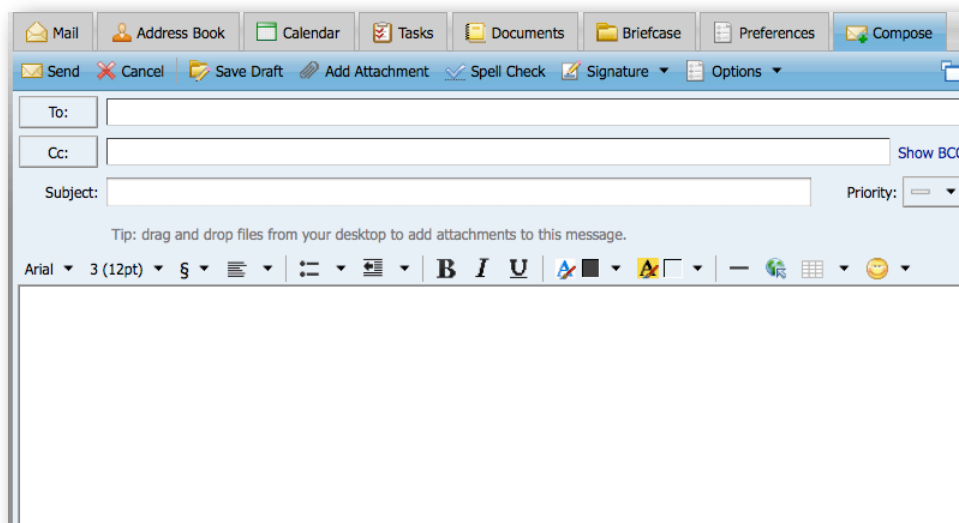 Mail Address Book Calendar Tasks Documents Briefcase Preferences Compose
Send Cancel Save Draft Add Attachment Spell Check Signature Options
To:
Cc: Show BCC
Subject: Priority:
Tip: drag and drop files from your desktop to add attachments to this message.
Arial 3 (12pt) § B I U